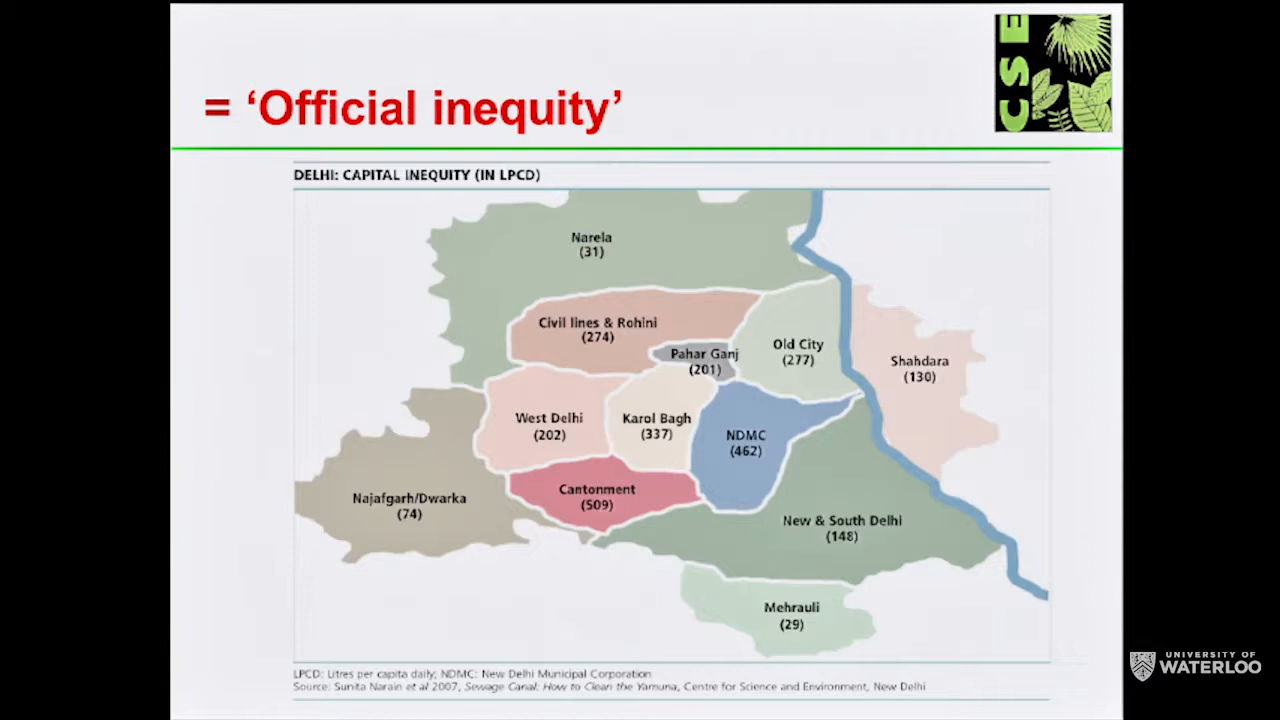 CSE
= ‘Official inequity’
DELHI: CAPITAL INEQUITY (IN LPCD)
Narela
(31)
Civil lines & Rohini
(274)
Pahar Ganj
(201)
Old City
(277)
Shahdara
(130)
West Delhi
(202)
Karol Bagh
(337)
NDMC
(462)
Najafgarh/Dwarka
(74)
Cantonment
(509)
New & South Delhi
(148)
Mehrauli
(29)
LPCD: Litres per capita daily; NDMC: New Delhi Municipal Corporation
Source: Sunita Narain et al 2007, Sewage Canal: How to Clean the Yamuna, Centre for Science and Environment, New Delhi
UNIVERSITY OF
WATERLOO